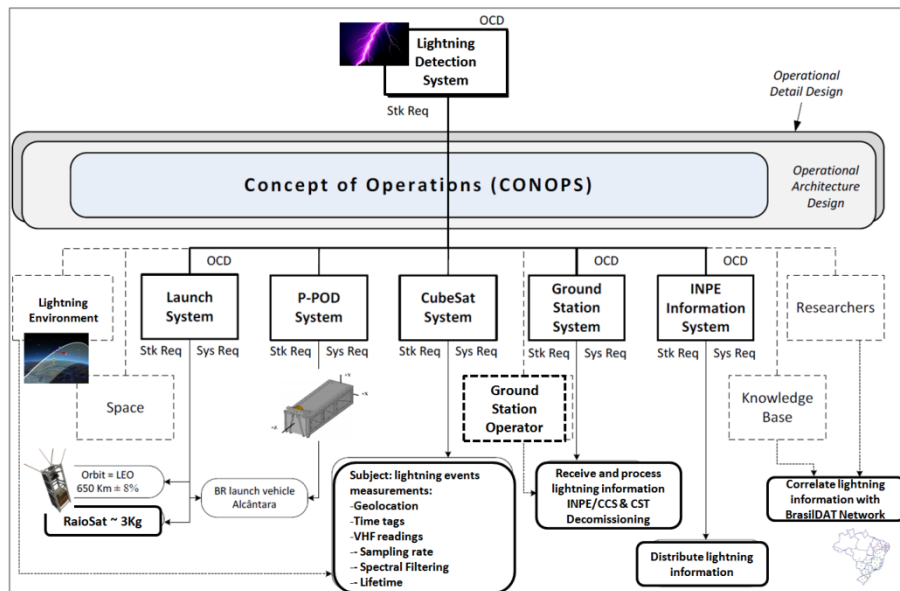 OCD
Lightning
Detection
System
Stk Req
Operational
Detail Design
Concept of Operations (CONOPS)
Operational
Architecture
Design
Lightning
Environment
OCD
Launch
System
Stk Req Sys Req
P-POD
System
Stk Req Sys Req
CubeSat
System
Stk Req Sys Req
OCD
Ground
Station
System
Stk Req Sys Req
OCD
INPE
Information
System
Researchers
Space
Ground
Station
Operator
Knowledge
Base
Orbit = LEO
650 Km ± 8%
RaioSat ~ 3Kg
BR launch vehicle
Alcântara
Subject: lightning events
measurements:
-Geolocation
-Time tags
-VHF readings
-- Sampling rate
-- Spectral Filtering
-- Lifetime
Receive and process
lightning information
INPE/CCS & CST
Decomissioning
Distribute lightning
information
Correlate lightning
information with
BrasilDAT Network